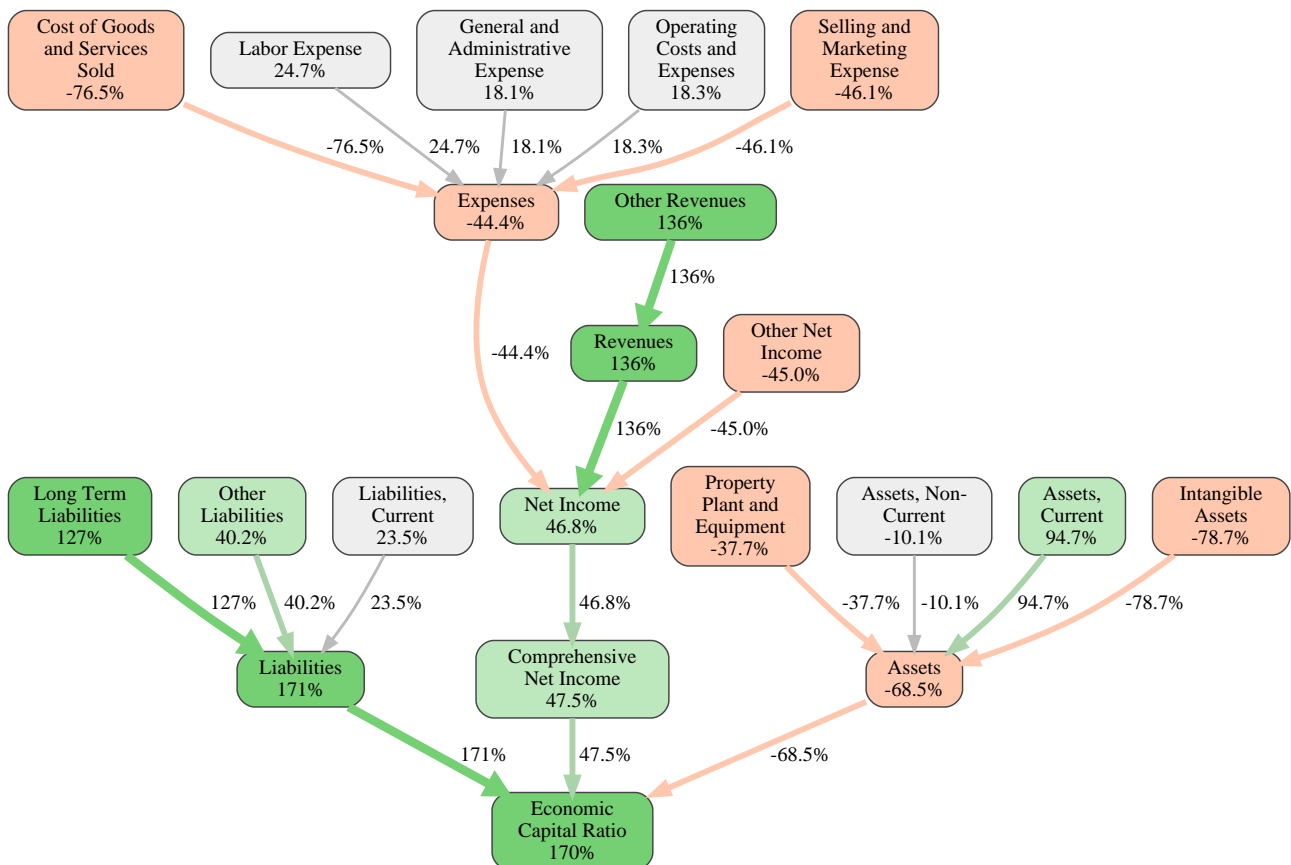 Cost of Goods
and Services
Sold
-76.5%
Labor Expense
24.7%
General and
Administrative
Expense
18.1%
Operating
Costs and
Expenses
18.3%
Selling and
Marketing
Expense
-46.1%
-76.5%
24.7%
18.1%
18.3%
-46.1%
Expenses
-44.4%
Other Revenues
136%
136%
-44.4%
Revenues
136%
Other Net
Income
-45.0%
136%
-45.0%
Long Term
Liabilities
127%
Other
Liabilities
40.2%
Liabilities,
Current
23.5%
Net Income
46.8%
Property
Plant and
Equipment
-37.7%
Assets, Non-
Current
-10.1%
Assets,
Current
94.7%
Intangible
Assets
-78.7%
127%
40.2%
23.5%
46.8%
-37.7%
-10.1%
94.7%
-78.7%
Liabilities
171%
Comprehensive
Net Income
47.5%
Assets
-68.5%
171%
47.5%
-68.5%
Economic
Capital Ratio
170%